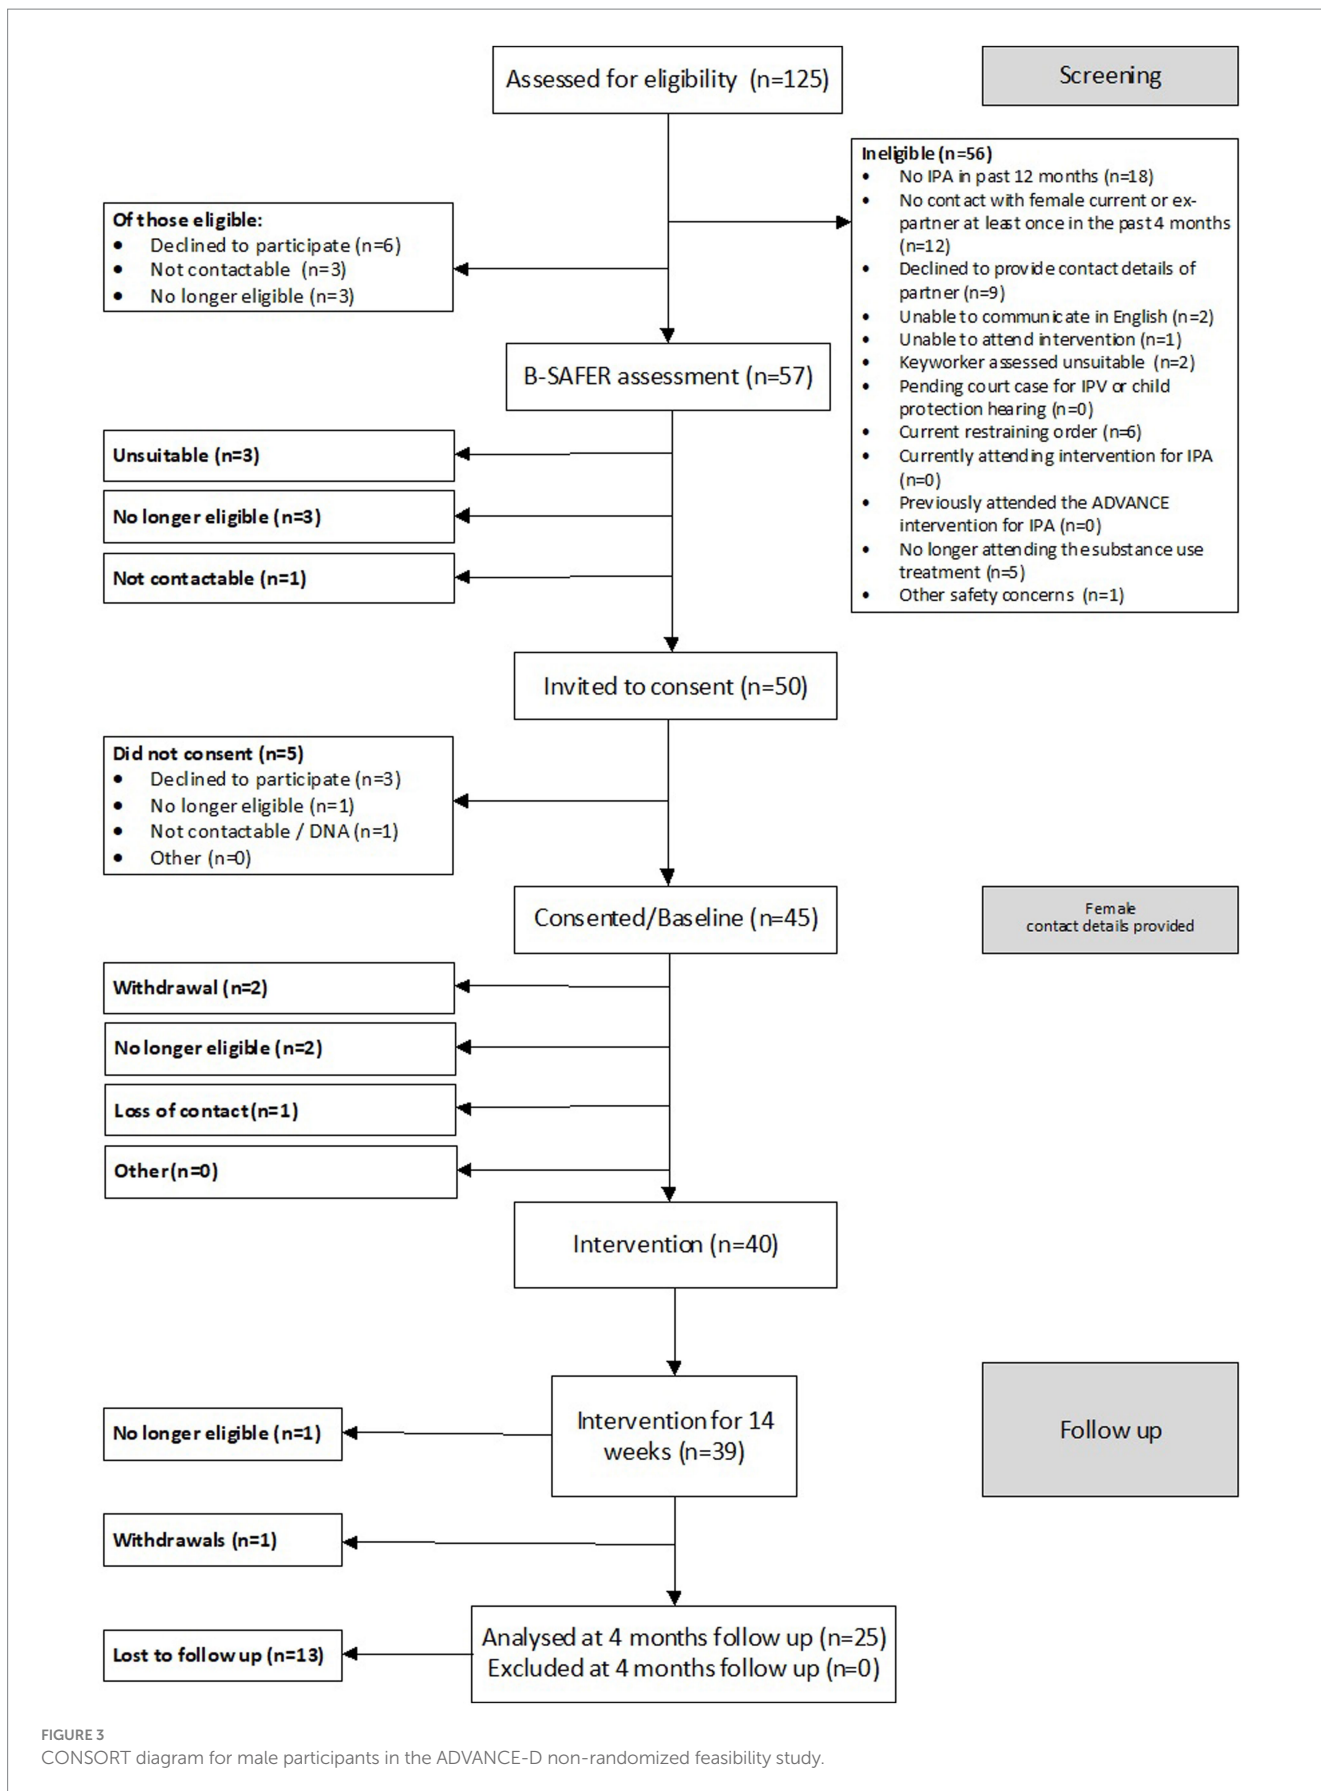 Assessed for eligibility (n=125)
Screening
Ineligible (n=56)
• No IPA in past 12 months (n=18)
• No contact with female current or ex-
partner at least once in the past 4 months
(n=12)
• Declined to provide contact details of
partner (n=9)
• Unable to communicate in English (n=2)
• Unable to attend intervention (n=1)
• Keyworker assessed unsuitable (n=2)
• Pending court case for IPV or child
protection hearing (n=0)
• Current restraining order (n=6)
• Currently attending intervention for IPA
(n=0)
• Previously attended the ADVANCE
intervention for IPA (n=0)
• No longer attending the substance use
treatment (n=5)
• Other safety concerns (n=1)
Of those eligible:
• Declined to participate (n=6)
• Not contactable (n=3)
• No longer eligible (n=3)
B-SAFER assessment (n=57)
Unsuitable (n=3)
No longer eligible (n=3)
Not contactable (n=1)
Invited to consent (n=50)
Did not consent (n=5)
• Declined to participate (n=3)
• No longer eligible (n=1)
• Not contactable / DNA (n=1)
• Other (n=0)
Consented/Baseline (n=45)
Female
contact details provided
Withdrawal (n=2)
No longer eligible (n=2)
Loss of contact (n=1)
Other (n=0)
Intervention (n=40)
Intervention for 14
weeks (n=39)
Follow up
No longer eligible (n=1)
Withdrawals (n=1)
Analysed at 4 months follow up (n=25)
Excluded at 4 months follow up (n=0)
Lost to follow up (n=13)
FIGURE 3
CONSORT diagram for male participants in the ADVANCE-D non-randomized feasibility study.